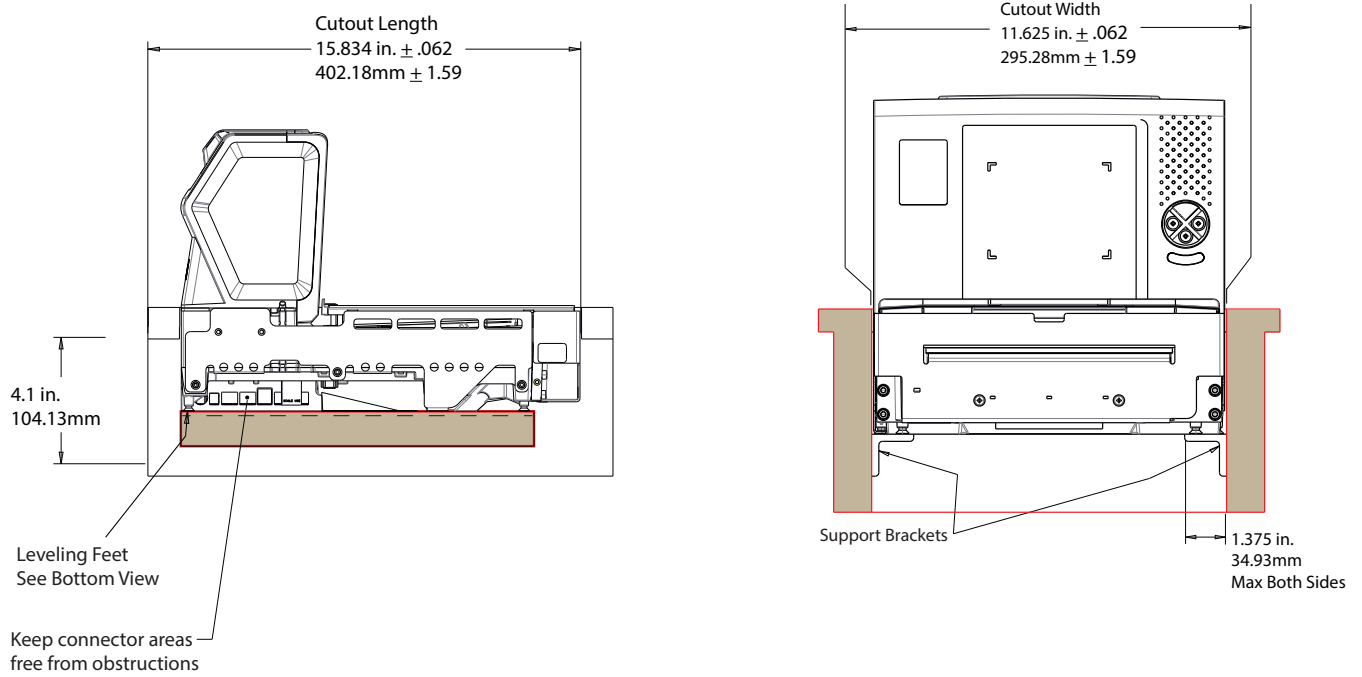 Cutout Length
15.834 in. ± .062
402.18mm ± 1.59
4.1 in.
104.13mm
Leveling Feet
See Bottom View
Keep connector areas
free from obstructions
Cutout Width
11.625 in. ± .062
295.28mm ± 1.59
Support Brackets
1.375 in.
34.93mm
Max Both Sides